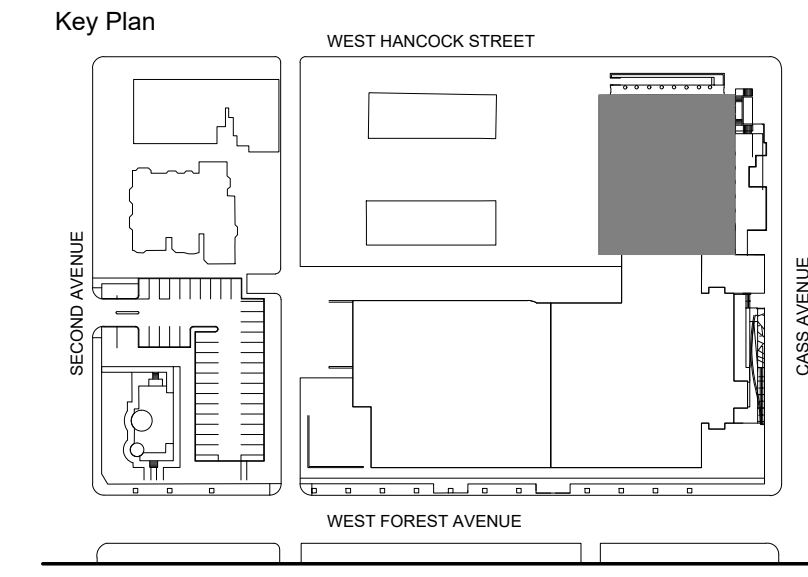 Key Plan
WEST HANCOCK STREET
SECOND AVENUE
CASS AVENUE
WEST FOREST AVENUE